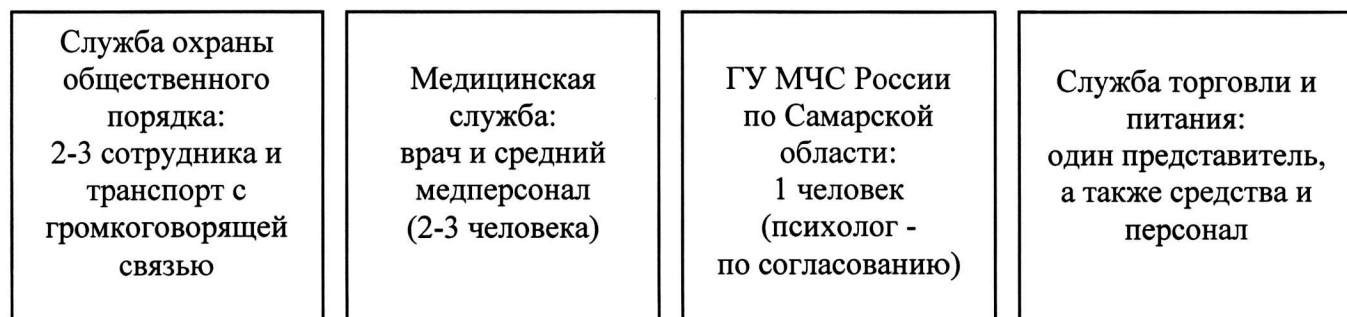 Служба охраны
общественного
порядка:
2-3 сотрудника и
транспорт с
громкоговорящей
связью
Медицинская
служба:
врач и средний
медперсонал
(2-3 человека)
ГУ МЧС России
по Самарской
области:
1 человек
(психолог -
по согласованию)
Служба торговли и
питания:
один представитель,
а также средства и
персонал